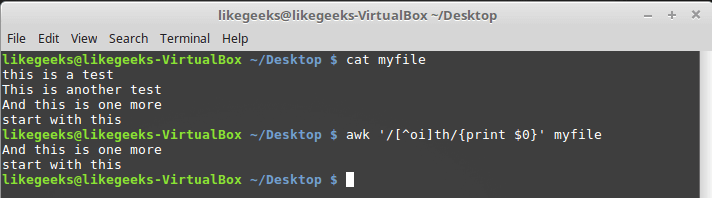 likegeeks@likegeeks-VirtualBox ~/Desktop
File Edit View Search Terminal Help
likegeeks@likegeeks-VirtualBox ~/Desktop $ cat myfile
this is a test
This is another test
And this is one more
start with this
likegeeks@likegeeks-VirtualBox ~/Desktop $ awk '/[^oi]th/{print $0}' myfile
And this is one more
start with this
likegeeks@likegeeks-VirtualBox ~/Desktop $